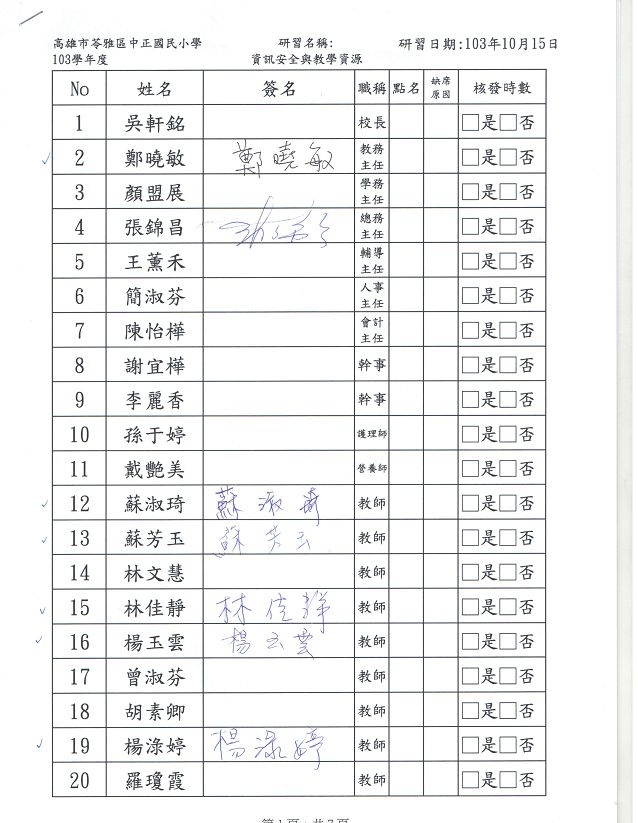 高雄市苓雅區中正國民小學 研習名稱: 研習日期:103年10月15日
103學年度 資訊安全與教學資源
No 姓名 簽名 職稱 點名 缺席原因 核發時數
1 吳軒銘 校長 □是□否
2 鄭曉敏 鄭曉敏 教務主任 □是□否
3 顏盟展 學務主任 □是□否
4 張錦昌 總務主任 □是□否
5 王薰禾 輔導主任 □是□否
6 簡淑芬 人事主任 □是□否
7 陳怡樺 會計主任 □是□否
8 謝宜樺 幹事 □是□否
9 李麗香 幹事 □是□否
10 孫于婷 護理師 □是□否
11 戴艷美 營養師 □是□否
12 蘇淑琦 蘇淑琦 教師 □是□否
13 蘇芳玉 蘇芳玉 教師 □是□否
14 林文慧 教師 □是□否
15 林佳靜 林佳靜 教師 □是□否
16 楊玉雲 楊玉雲 教師 □是□否
17 曾淑芬 教師 □是□否
18 胡素卿 教師 □是□否
19 楊淥婷 楊淥婷 教師 □是□否
20 羅瓊霞 教師 □是□否